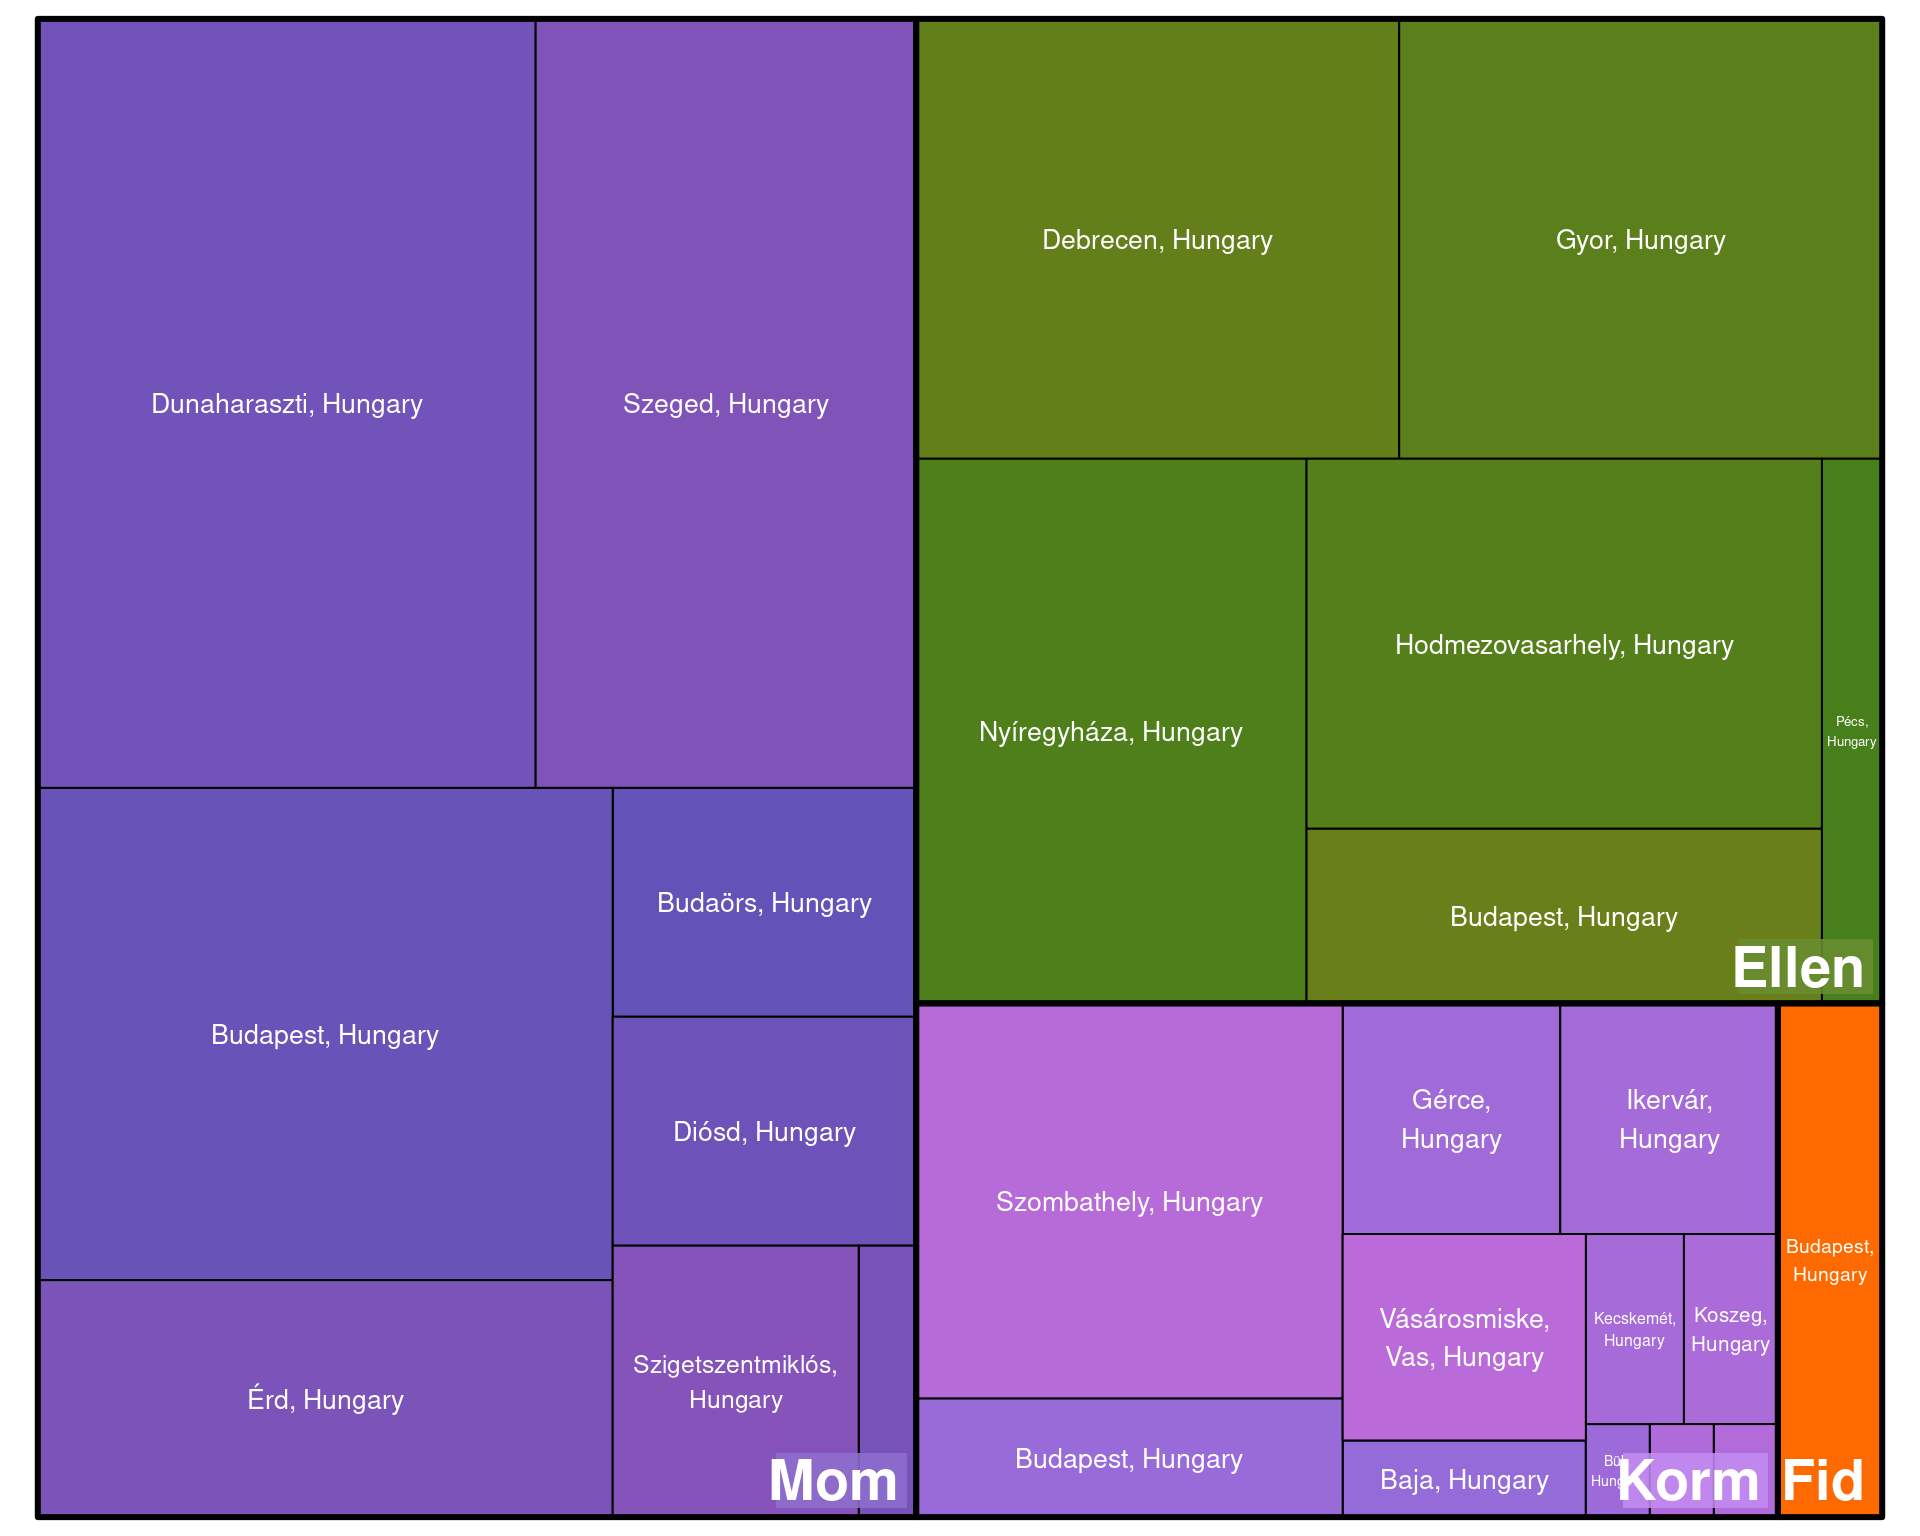 Dunaharaszti, Hungary
Szeged, Hungary
Budapest, Hungary
Budaörs, Hungary
Diósd, Hungary
Érd, Hungary
Szigetszentmiklós,
Hungary
Mom
Debrecen, Hungary
Gyor, Hungary
Nyíregyháza, Hungary
Hodmezovasarhely, Hungary
Pécs,
Hungary
Budapest, Hungary
Ellen
Szombathely, Hungary
Gérce,
Hungary
Ikervár,
Hungary
Vásárosmiske,
Vas, Hungary
Kecskemét,
Hungary
Koszeg,
Hungary
Budapest, Hungary
Baja, Hungary
Korm
Budapest,
Hungary
Fid